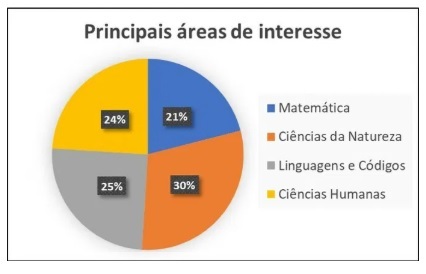 Principais áreas de interesse
24%
21%
25%
30%
Matemática
Ciências da Natureza
Linguagens e Códigos
Ciências Humanas